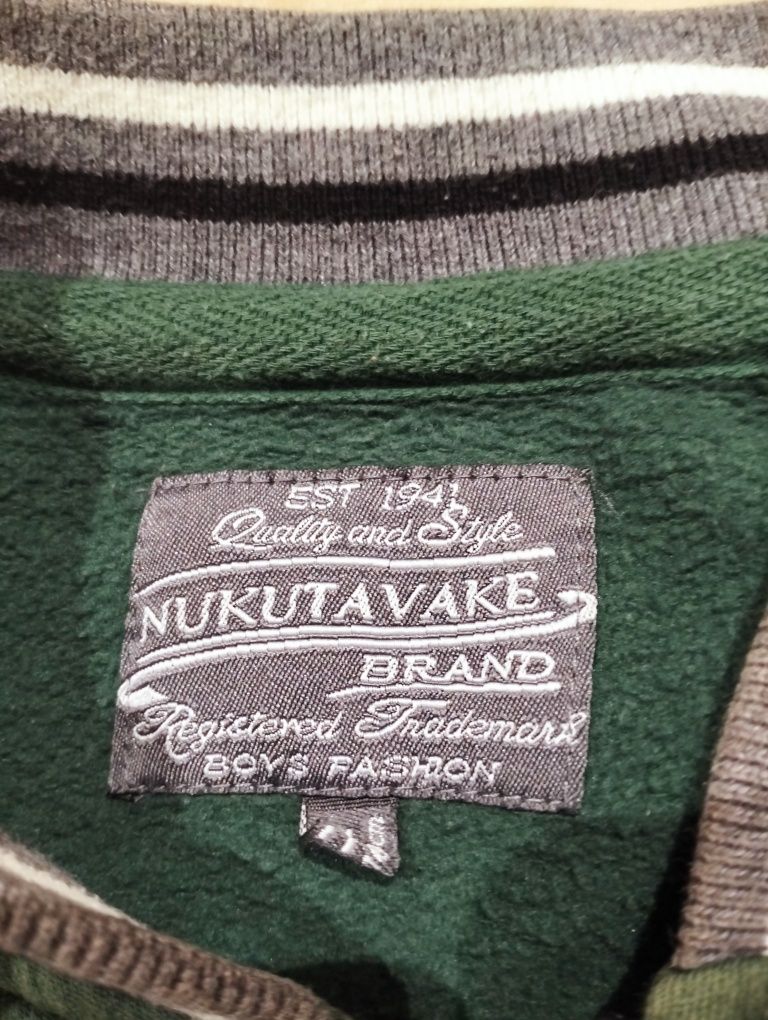 EST 1941
Quality and Style
NUKUTAVAKE
BRAND
Registered Trademark
BOYS FASHION